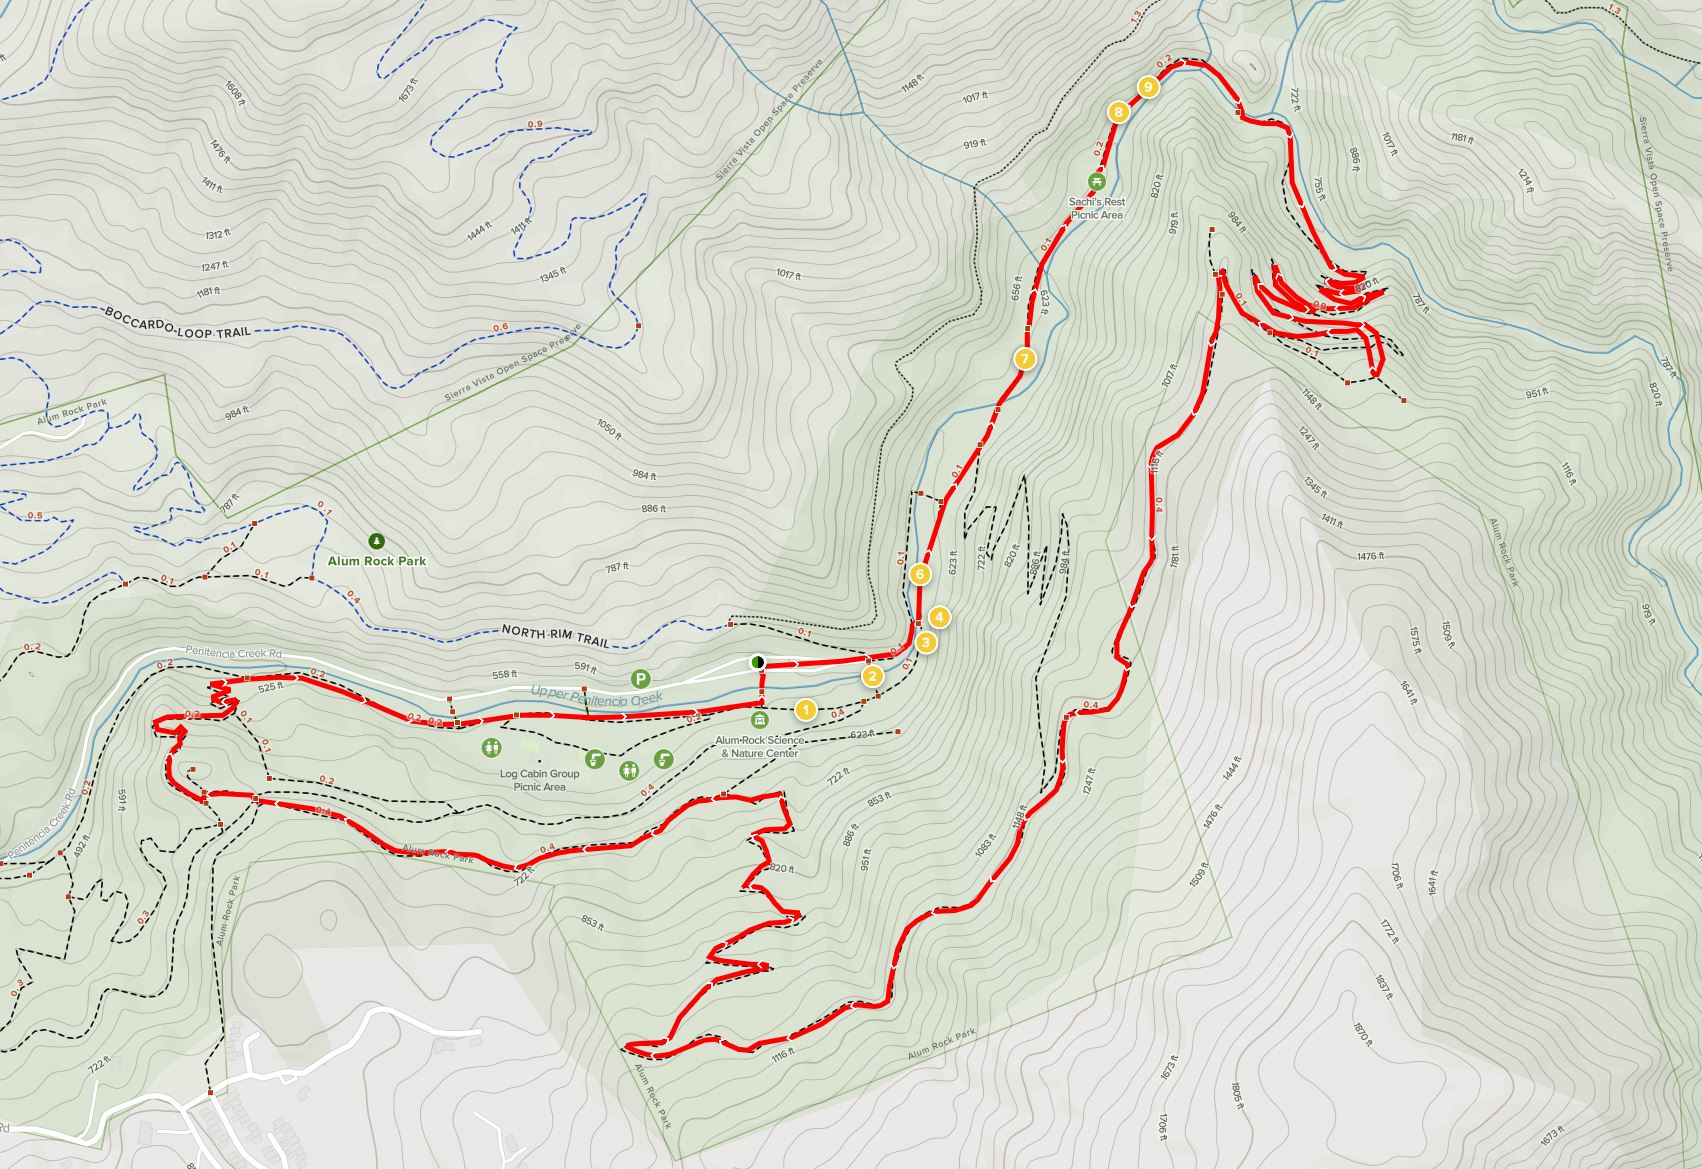 1.3
1.3
1608 ft
1673 ft
1148 ft
1017 ft
919 ft
0.9
Sierra Vista Open Space Preserve
1476 ft
1411 ft
1312 ft
1247 ft
1181 ft
1444 ft
1411 ft
1345 ft
1017 ft
9
8
0.2
0.2
Sachi's Rest
Picnic Area
820 ft
919 ft
984 ft
722 ft
755 ft
886 ft
1017 ft
1181 ft
1214 ft
Sierra Vista Open Space Preserve
BOCCARDO LOOP TRAIL
0.6
Sierra Vista Open Space Preserve
0.1
656 ft
623 ft
7
0.1
820 ft
787 ft
0.1
787 ft
820 ft
951 ft
Alum Rock Park
984 ft
1050 ft
984 ft
886 ft
787 ft
787 ft
1017 ft
1148 ft
1247 ft
1345 ft
1411 ft
1476 ft
1116 ft
1115 ft
0.4
1181 ft
Alum Rock Park
0.5
0.1
0.1
0.1
0.1
0.4
Alum Rock Park
0.1
0.1
623 ft
722 ft
820 ft
886 ft
984 ft
6
4
3
2
1
919 ft
1509 ft
1575 ft
1641 ft
NORTH RIM TRAIL
0.1
0.1
0.1
0.2
Penitencia Creek Rd
0.2
0.2
525 ft
558 ft
591 ft
P
Upper Penitencia Creek
0.2
0.2
0.2
0.2
0.4
0.4
623 ft
Alum Rock Science
& Nature Center
Log Cabin Group
Picnic Area
0.1
0.1
0.2
0.4
722 ft
853 ft
886 ft
951 ft
0.2
591 ft
Penitencia Creek Rd
492 ft
0.4
0.4
Alum Rock Park
722 ft
820 ft
853 ft
1083 ft
1148 ft
1247 ft
1444 ft
1476 ft
1509 ft
1706 ft
1641 ft
1772 ft
1837 ft
1870 ft
0.3
0.3
Alum Rock Park
1116 ft
Alum Rock Park
Alum Rock Park
1673 ft
1805 ft
1706 ft
1673 ft
722 ft
Rd